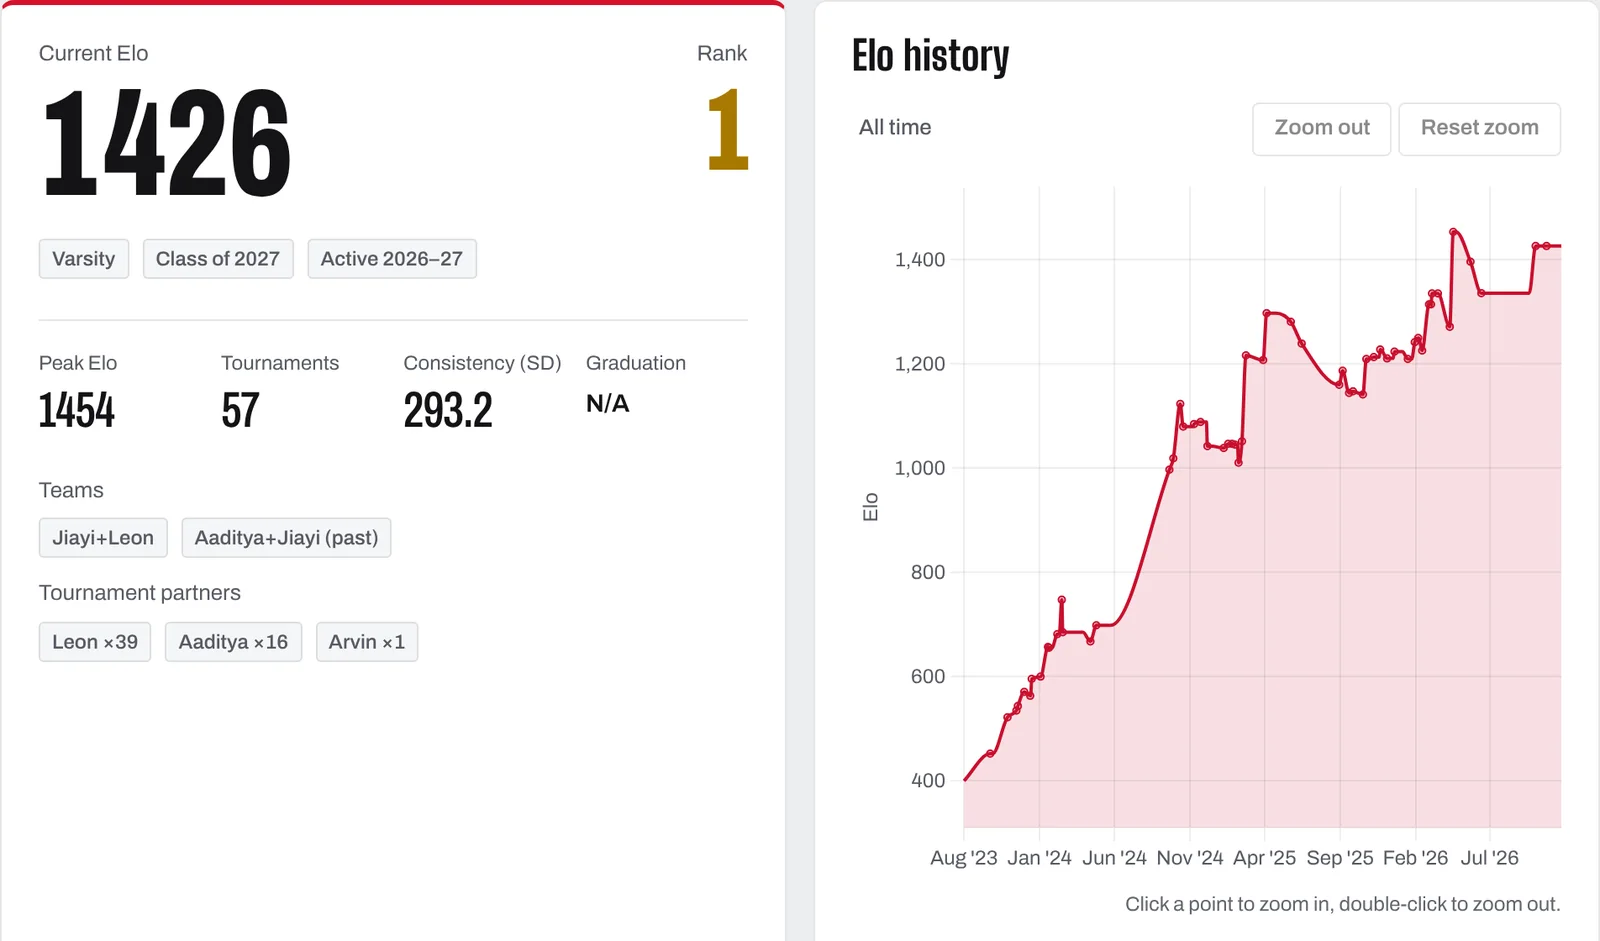 Current Elo
Rank
1426
1
Varsity
Class of 2027
Active 2026–27
Peak Elo
Tournaments
Consistency (SD)
Graduation
1454
57
293.2
N/A
Teams
Jiayi+Leon
Aaditya+Jiayi (past)
Tournament partners
Leon ×39
Aaditya ×16
Arvin ×1
Elo history
All time
Zoom out
Reset zoom
1,400
1,200
1,000
800
600
400
Elo
Aug '23
Jan '24
Jun '24
Nov '24
Apr '25
Sep '25
Feb '26
Jul '26
Click a point to zoom in, double-click to zoom out.